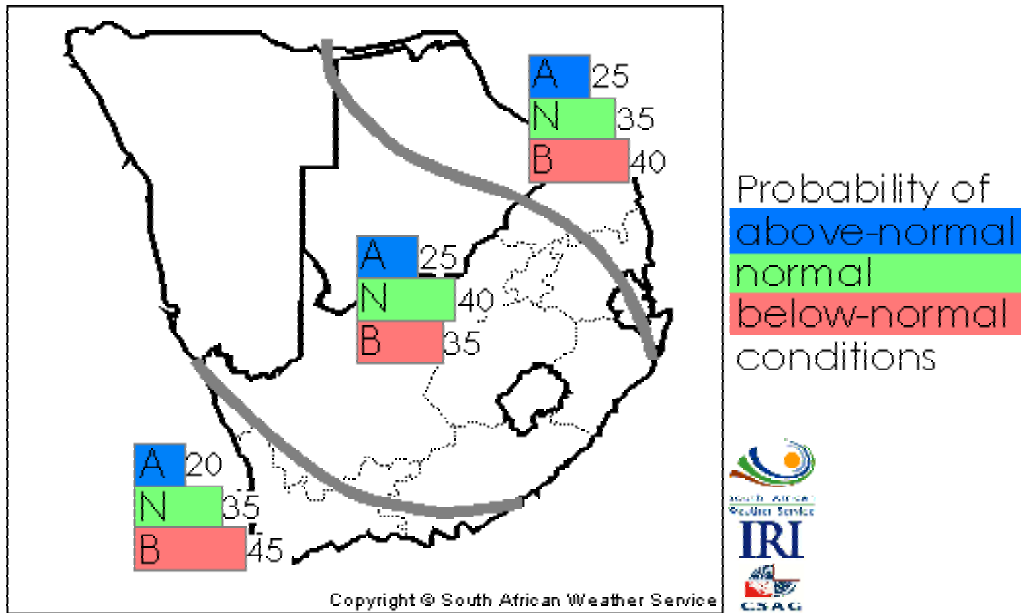 A 25
N 35
B 40
A 25
N 40
B 35
A 20
N 35
B 45
Probability of
above-normal
normal
below-normal
conditions
South African
Weather Service
IRI
CSAG
Copyright © South African Weather Service